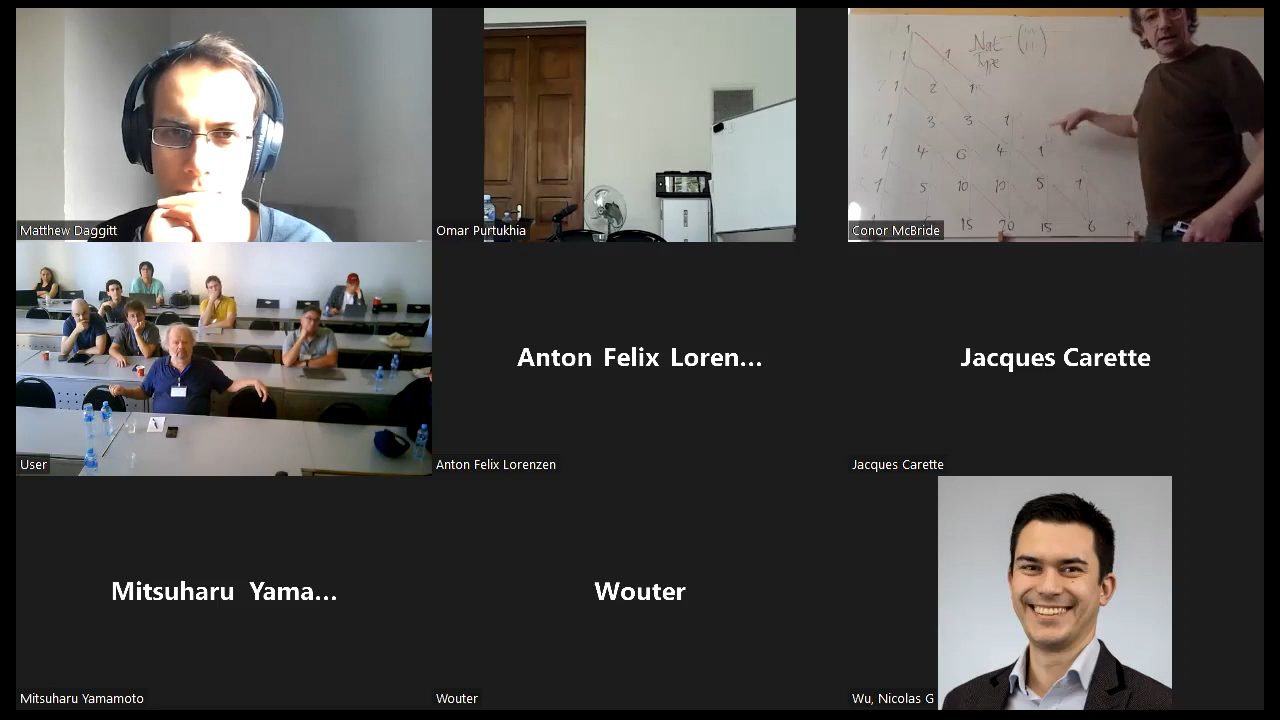 Matthew Daggitt
Omar Purtukhia
1
1 1
1 2 1
1 3 3 1
1 4 6 4 1
1 5 10 10 5 1
15 20 15 6
Nat
Type
Conor McBride
User
Anton Felix Loren...
Anton Felix Lorenzen
Jacques Carette
Jacques Carette
Mitsuharu Yama...
Mitsuharu Yamamoto
Wouter
Wouter
Wu, Nicolas G